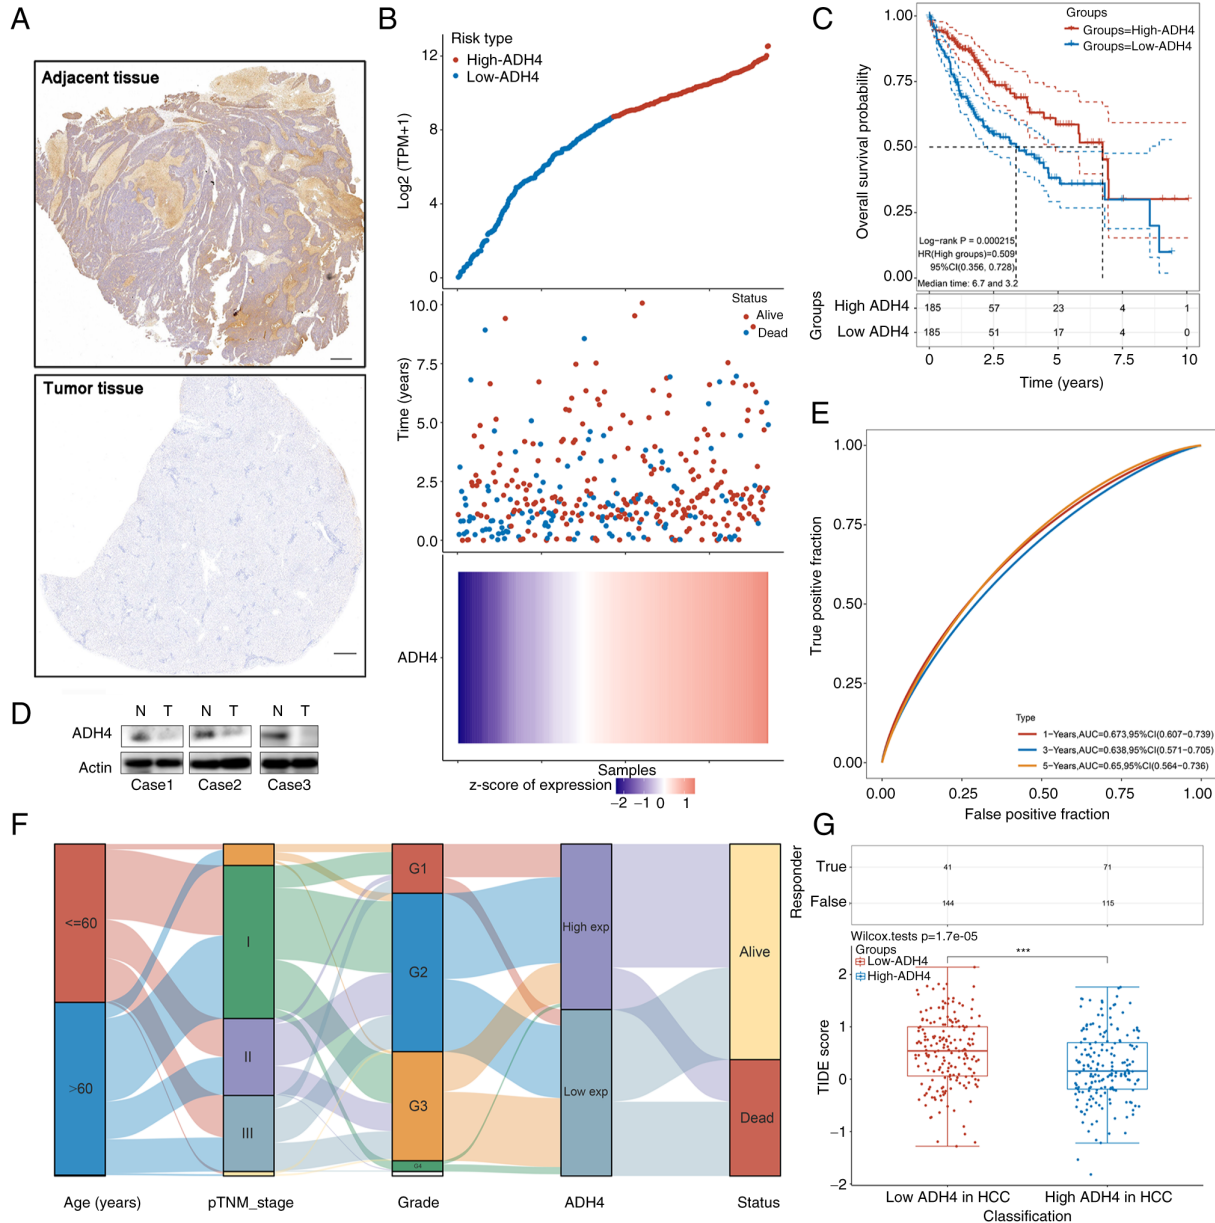 A
Adjacent tissue
Tumor tissue
B
Risk type
High-ADH4
Low-ADH4
Log2 (TPM+1)
12
8
4
0
Status
Alive
Dead
Time (years)
10.0
7.5
5.0
2.5
0.0
ADH4
Samples
z-score of expression
−2 −1 0 1
C
Groups
Groups=High-ADH4
Groups=Low-ADH4
Overall survival probability
1.00
0.75
0.50
0.25
0.00
Log-rank P = 0.000215
HR(High groups)=0.509
95%CI(0.356, 0.728)
Median time: 6.7 and 3.2
Groups
High ADH4 185 57 23 4 1
Low ADH4 185 51 17 4 0
0 2.5 5 7.5 10
Time (years)
D
N T N T N T
ADH4
Actin
Case1 Case2 Case3
E
True positive fraction
1.00
0.75
0.50
0.25
0.00
Type
1-Years,AUC=0.673,95%CI(0.607-0.739)
3-Years,AUC=0.638,95%CI(0.571-0.705)
5-Years,AUC=0.65,95%CI(0.564-0.736)
0.00 0.25 0.50 0.75 1.00
False positive fraction
F
<=60
>60
I
II
III
G1
G2
G3
G4
High exp
Low exp
Alive
Dead
Age (years) pTNM_stage Grade ADH4 Status
G
Responder
True 41 71
False 144 115
Wilcox.tests p=1.7e-05
Groups
Low-ADH4
High-ADH4
***
TIDE score
2
1
0
−1
−2
Low ADH4 in HCC High ADH4 in HCC
Classification